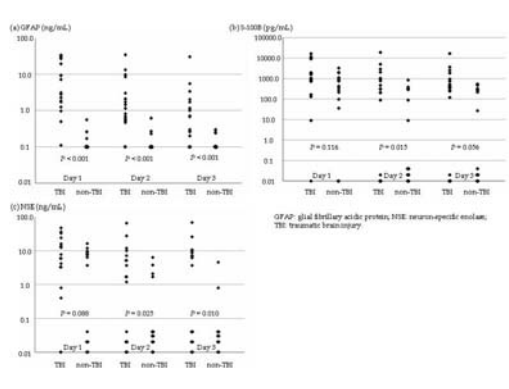 (a) GFAP (ng/mL)
100.0
10.0
1.0
0.1
0.01
P < 0.001
P < 0.001
P < 0.001
Day 1
Day 2
Day 3
TBI non-TBI TBI non-TBI TBI non-TBI
(b) S-100B (pg/mL)
100000.0
10000.0
1000.0
100.0
10.0
1.0
0.1
0.01
P = 0.116
P = 0.015
P = 0.056
Day 1
Day 2
Day 3
TBI non-TBI TBI non-TBI TBI non-TBI
(c) NSE (ng/mL)
100.0
10.0
1.0
0.10
0.01
P = 0.080
P = 0.025
P = 0.010
Day 1
Day 2
Day 3
TBI non-TBI TBI non-TBI TBI non-TBI
GFAP: glial fibrillary acidic protein; NSE: neuron-specific enolase;
TBI: traumatic brain injury